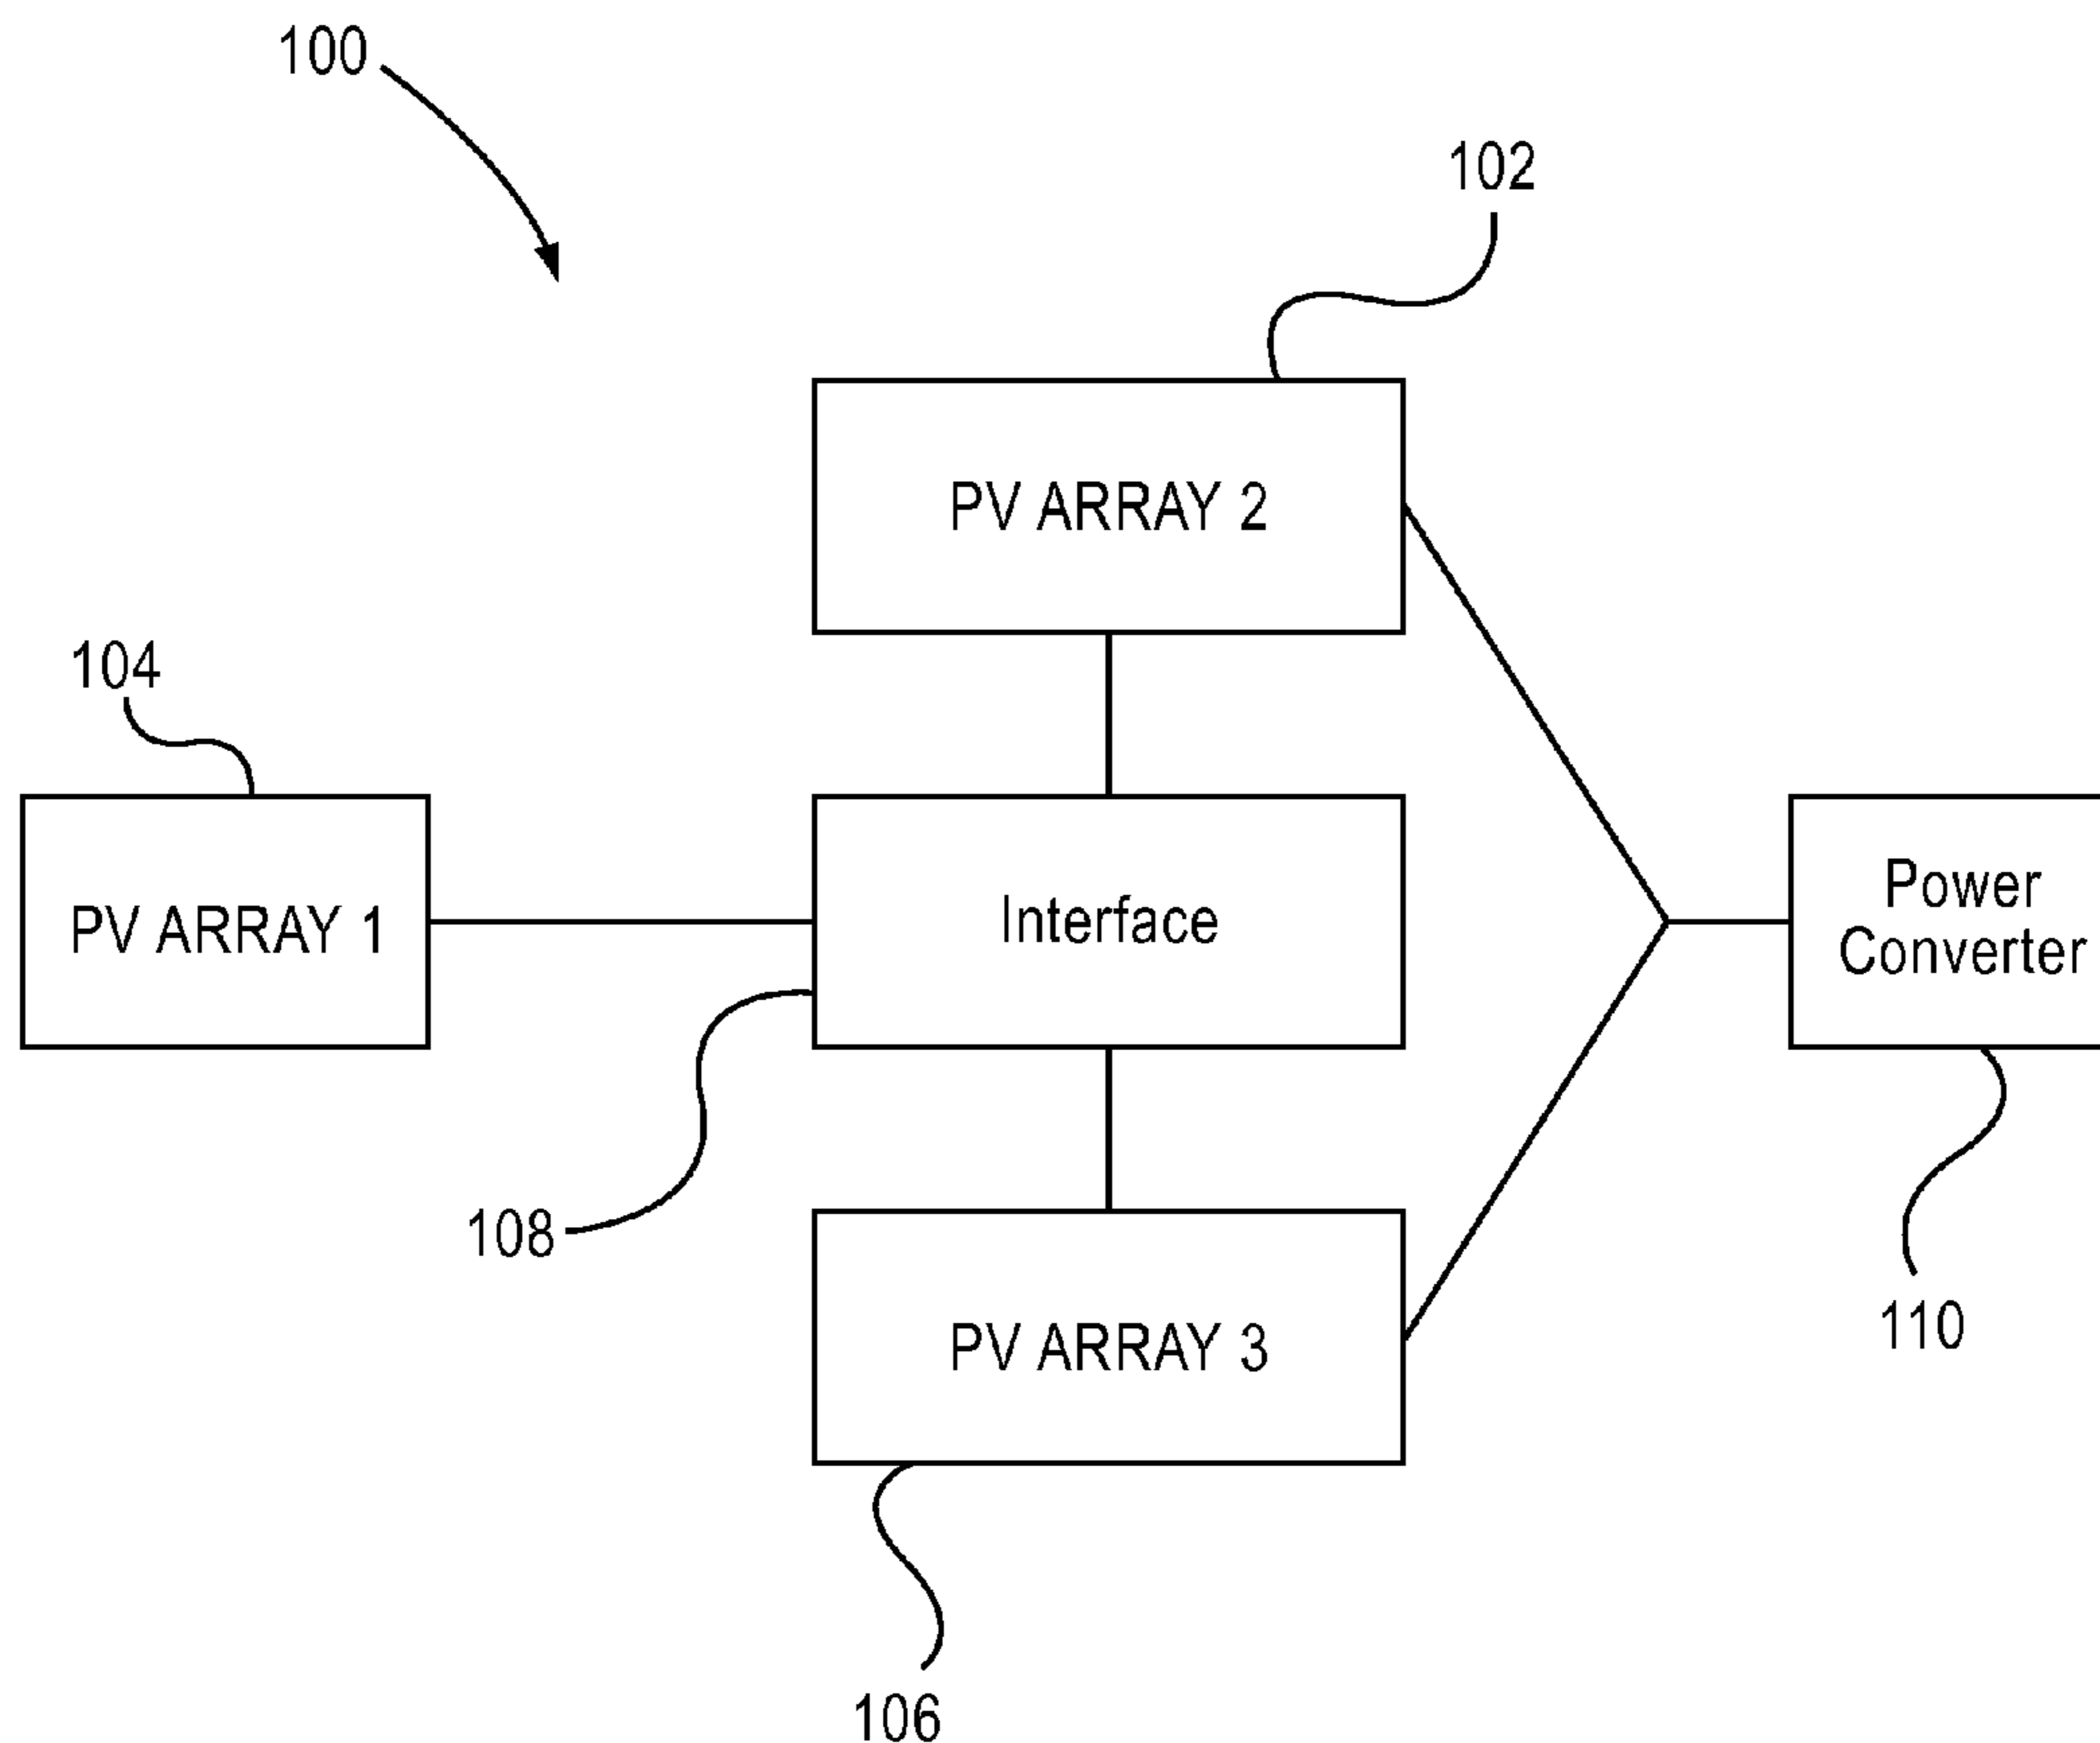 100
102
PV ARRAY 2
104
PV ARRAY 1
Interface
Power
Converter
108
PV ARRAY 3
110
106